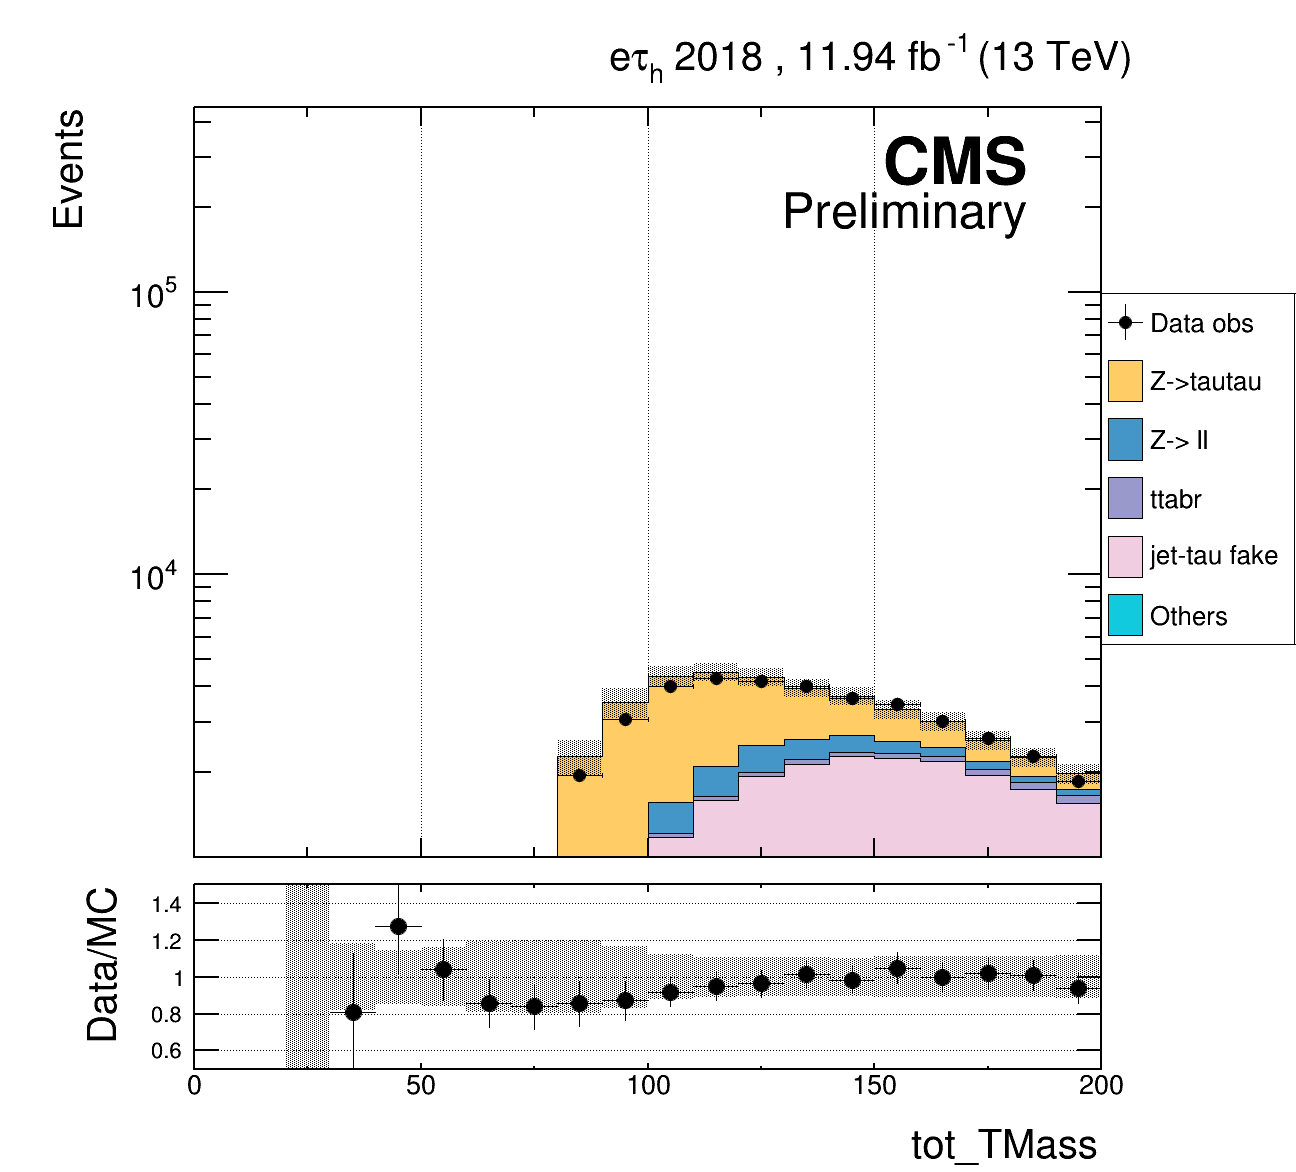 eτh 2018 , 11.94 fb-1 (13 TeV)
Events
CMS
Preliminary
10^5
10^4
Data obs
Z->tautau
Z-> ll
ttabr
jet-tau fake
Others
Data/MC
1.4
1.2
1
0.8
0.6
0 50 100 150 200
tot_TMass